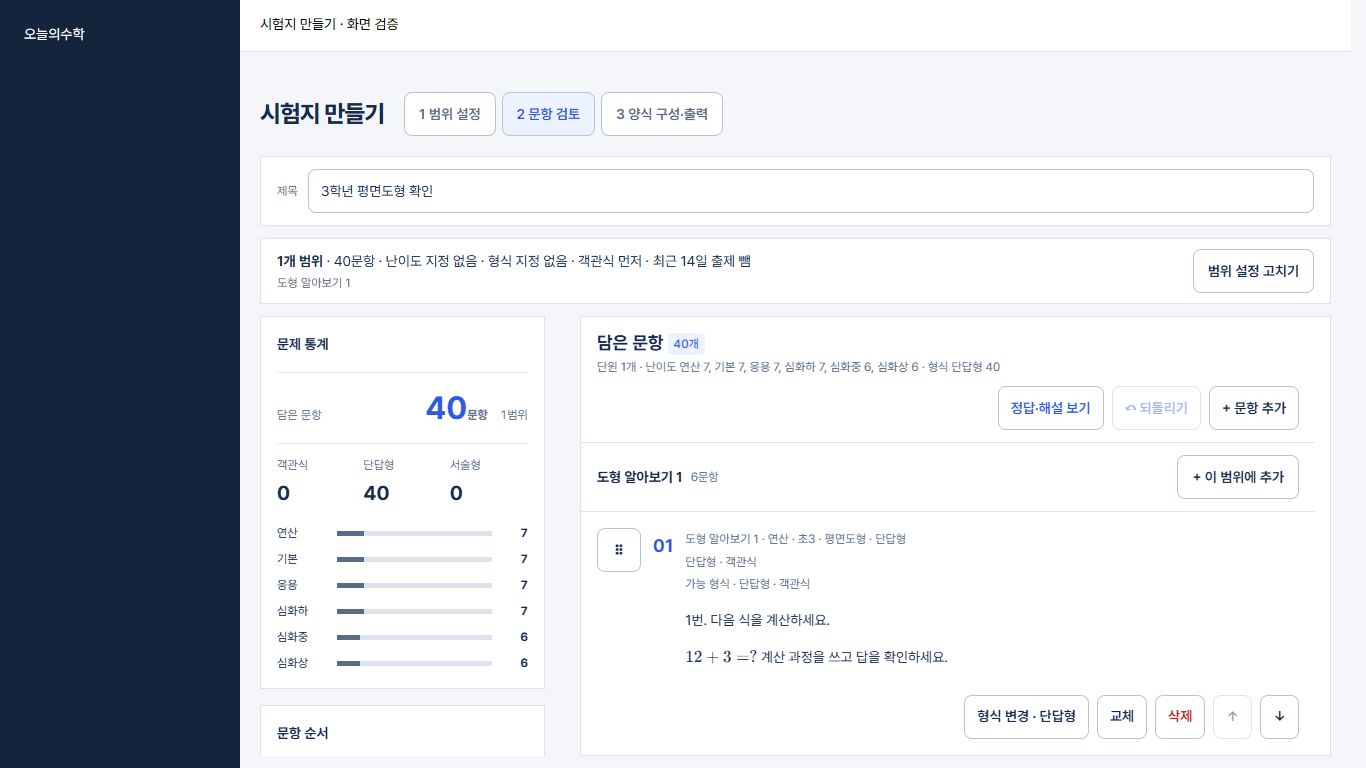 오늘의수학
시험지 만들기 · 화면 검증
시험지 만들기
1 범위 설정
2 문항 검토
3 양식 구성·출력
제목
3학년 평면도형 확인
1개 범위 · 40문항 · 난이도 지정 없음 · 형식 지정 없음 · 객관식 먼저 · 최근 14일 출제 뺌
도형 알아보기 1
범위 설정 고치기
문제 통계
담은 문항 40문항 1범위
객관식 단답형 서술형
0 40 0
연산 7
기본 7
응용 7
심화하 7
심화중 6
심화상 6
문항 순서
담은 문항 40개
단원 1개 · 난이도 연산 7, 기본 7, 응용 7, 심화하 7, 심화중 6, 심화상 6 · 형식 단답형 40
정답·해설 보기
되돌리기
+ 문항 추가
도형 알아보기 1 6문항
+ 이 범위에 추가
01
도형 알아보기 1 · 연산 · 초3 · 평면도형 · 단답형
단답형 · 객관식
가능 형식 · 단답형 · 객관식
1번. 다음 식을 계산하세요.
12 + 3 =? 계산 과정을 쓰고 답을 확인하세요.
형식 변경 · 단답형
교체
삭제
↑
↓